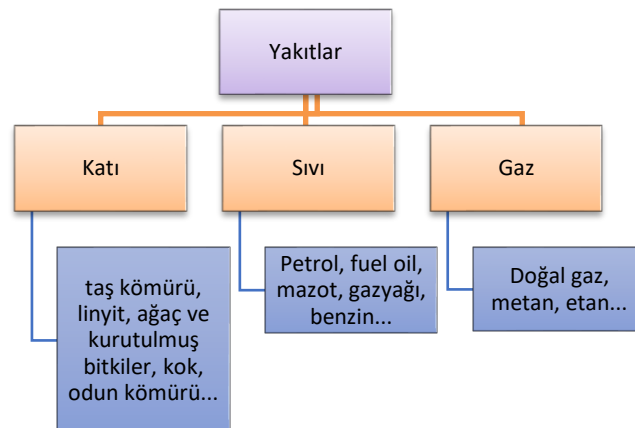 Yakıtlar
Katı
Sıvı
Gaz
taş kömürü,
linyit, ağaç ve
kurutulmuş
bitkiler, kok,
odun kömürü...
Petrol, fuel oil,
mazot, gazyağı,
benzin...
Doğal gaz,
metan, etan...